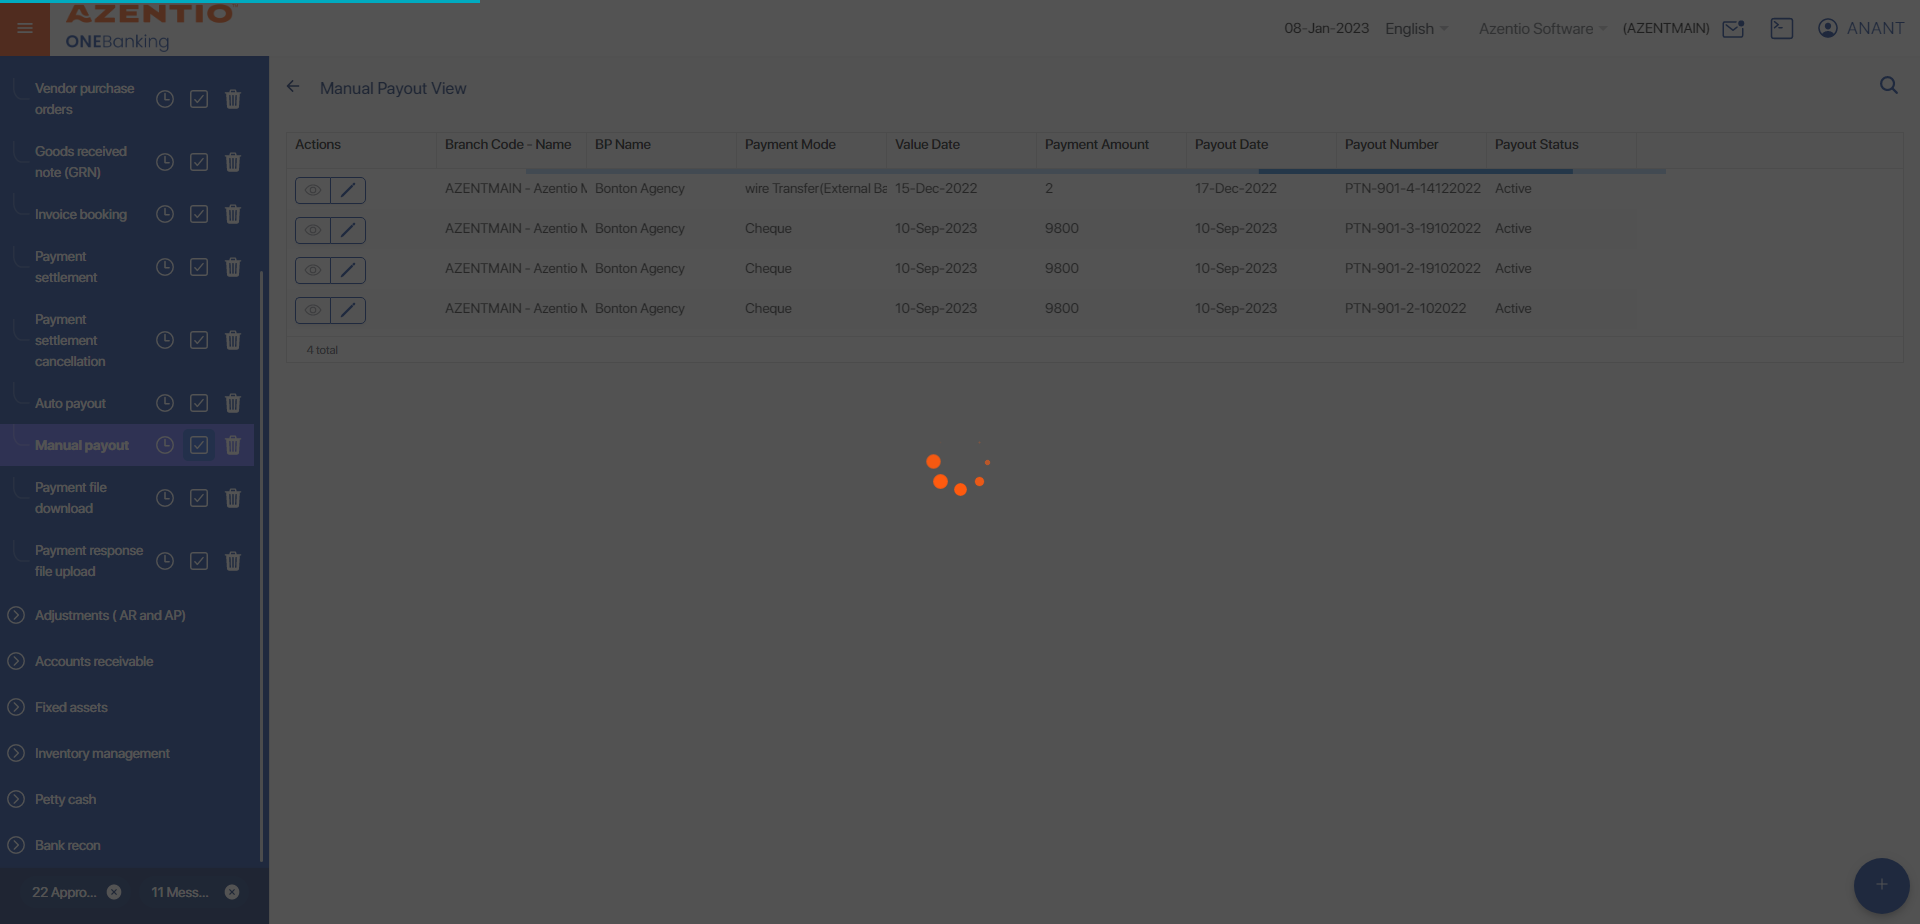 AZENTIO
ONEBanking
08-Jan-2023 English Azentio Software (AZENTMAIN) ANANT
Vendor purchase
orders
Goods received
note (GRN)
Invoice booking
Payment
settlement
Payment
settlement
cancellation
Auto payout
Manual payout
Payment file
download
Payment response
file upload
Adjustments ( AR and AP)
Accounts receivable
Fixed assets
Inventory management
Petty cash
Bank recon
22 Appro... 11 Mess...
Manual Payout View
Actions Branch Code - Name BP Name Payment Mode Value Date Payment Amount Payout Date Payout Number Payout Status
AZENTMAIN - Azentio Bonton Agency wire Transfer(External Ba 15-Dec-2022 2 17-Dec-2022 PTN-901-4-14122022 Active
AZENTMAIN - Azentio Bonton Agency Cheque 10-Sep-2023 9800 10-Sep-2023 PTN-901-3-19102022 Active
AZENTMAIN - Azentio Bonton Agency Cheque 10-Sep-2023 9800 10-Sep-2023 PTN-901-2-19102022 Active
AZENTMAIN - Azentio Bonton Agency Cheque 10-Sep-2023 9800 10-Sep-2023 PTN-901-2-102022 Active
4 total